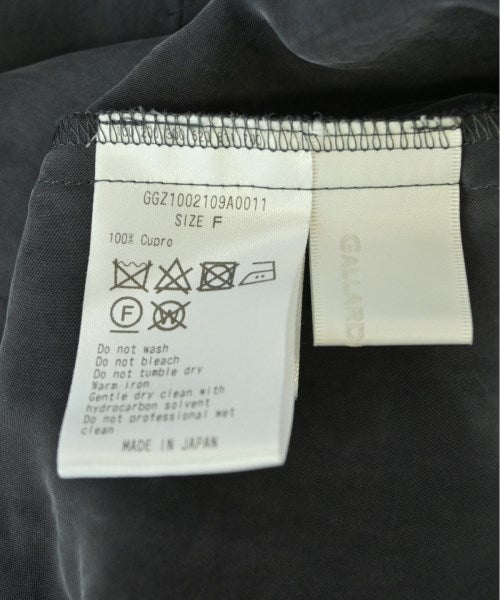 GGZ1002109A0011
SIZE F
100% Cupro
F
W
Do not wash
Do not bleach
Do not tumble dry
Warm iron
Gentle dry clean with
hydrocarbon solvent
Do not professional wet
clean
MADE IN JAPAN
GALLARD